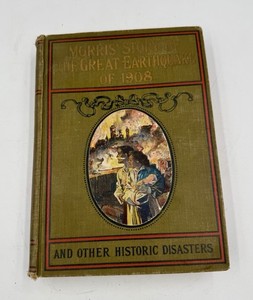 MORRIS' STORY OF
THE GREAT EARTHQUAKE
OF 1908
AND OTHER HISTORIC DISASTERS